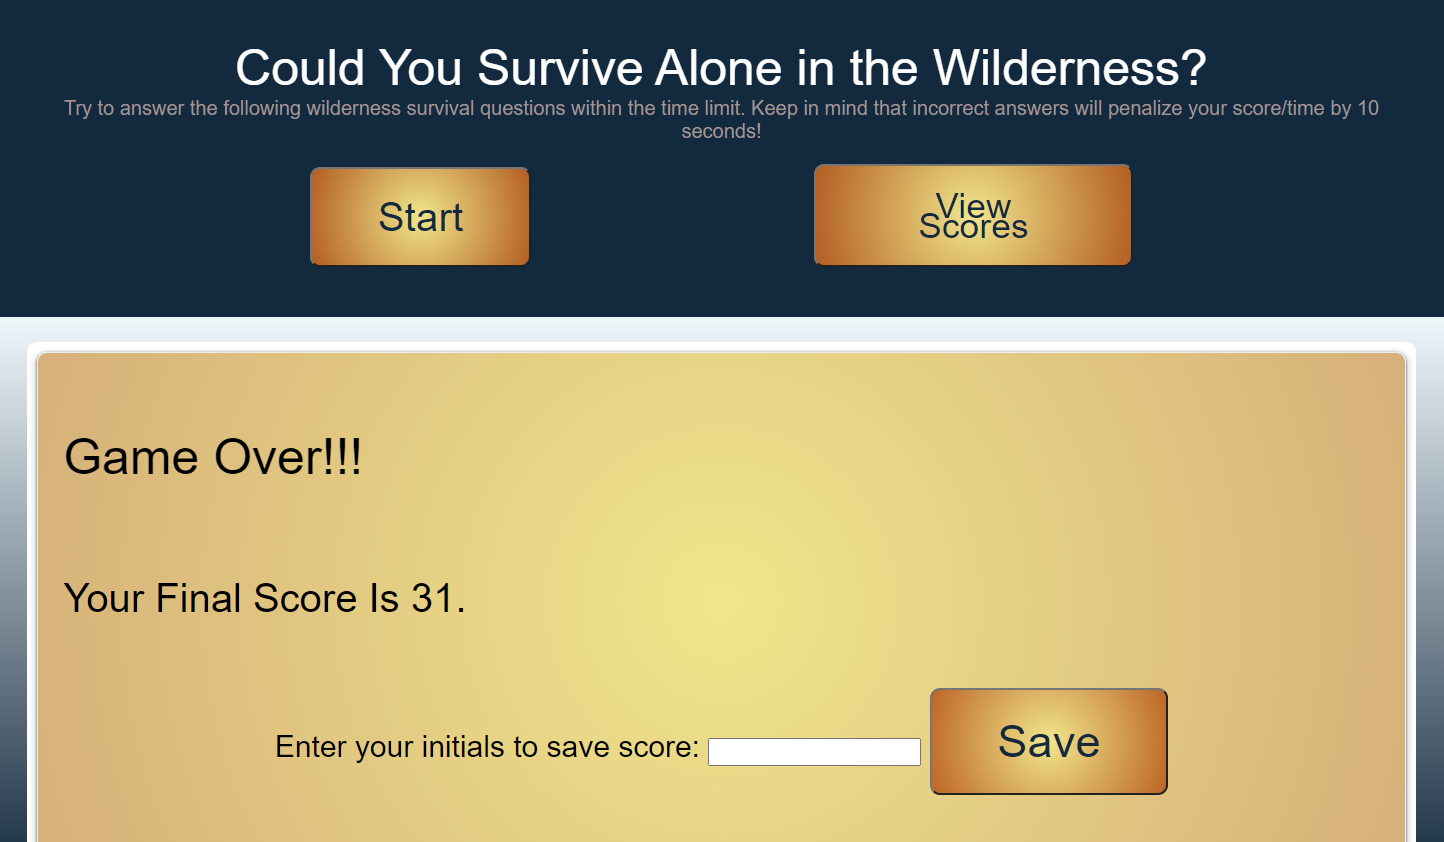 Could You Survive Alone in the Wilderness?
Try to answer the following wilderness survival questions within the time limit. Keep in mind that incorrect answers will penalize your score/time by 10
seconds!
Start
View
Scores
Game Over!!!
Your Final Score Is 31.
Enter your initials to save score:
Save